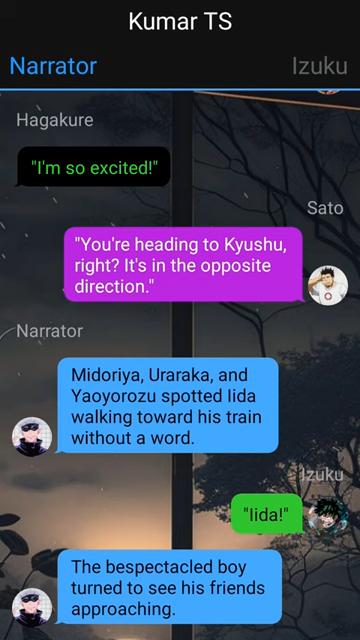 Kumar TS
Narrator
Izuku
Hagakure
"I'm so excited!"
Sato
"You're heading to Kyushu,
right? It's in the opposite
direction."
Narrator
Midoriya, Uraraka, and
Yaoyorozu spotted Iida
walking toward his train
without a word.
Izuku
"Iida!"
The bespectacled boy
turned to see his friends
approaching.